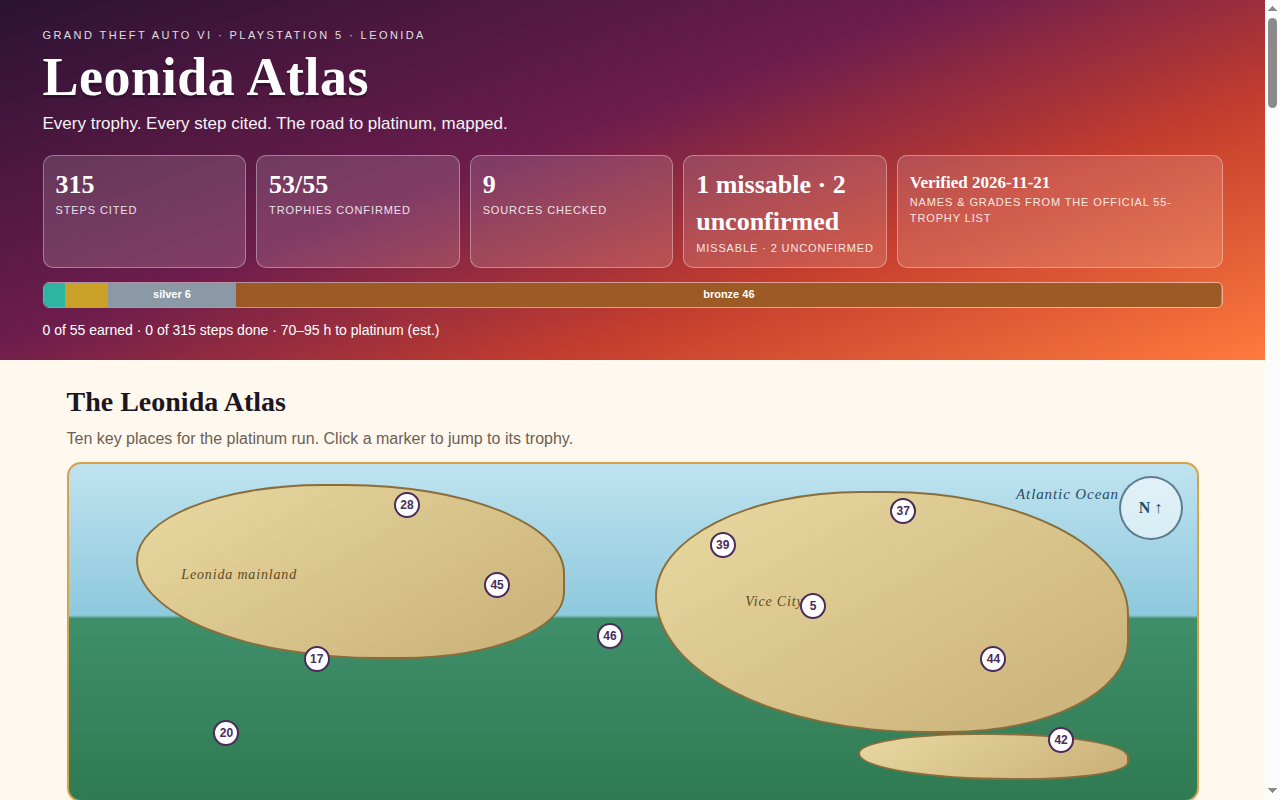 GRAND THEFT AUTO VI · PLAYSTATION 5 · LEONIDA
Leonida Atlas
Every trophy. Every step cited. The road to platinum, mapped.
315
STEPS CITED
53/55
TROPHIES CONFIRMED
9
SOURCES CHECKED
1 missable · 2
unconfirmed
MISSABLE · 2 UNCONFIRMED
Verified 2026-11-21
NAMES & GRADES FROM THE OFFICIAL 55-
TROPHY LIST
silver 6
bronze 46
0 of 55 earned · 0 of 315 steps done · 70–95 h to platinum (est.)
The Leonida Atlas
Ten key places for the platinum run. Click a marker to jump to its trophy.
Atlantic Ocean
N ↑
28
37
39
Leonida mainland
45
Vice City
5
46
17
44
20
42